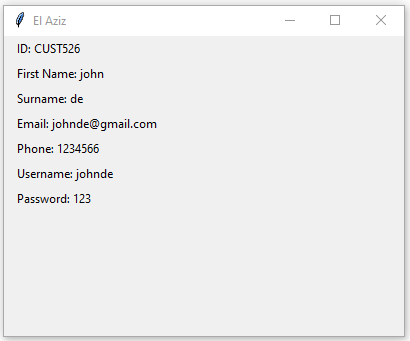 El Aziz
ID: CUST526
First Name: john
Surname: de
Email: johnde@gmail.com
Phone: 1234566
Username: johnde
Password: 123